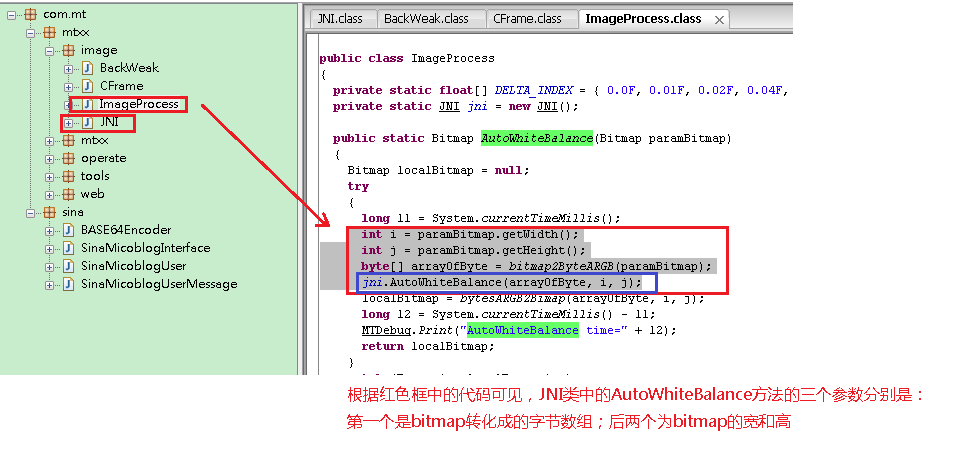 com.mt
mtxx
image
BackWeak
CFrame
ImageProcess
JNI
mtxx
operate
tools
web
sina
BASE64Encoder
SinaMicoblogInterface
SinaMicoblogUser
SinaMicoblogUserMessage
JNI.class BackWeak.class CFrame.class ImageProcess.class
public class ImageProcess
{
private static float[] DELTA_INDEX = { 0.0F, 0.01F, 0.02F, 0.04F,
private static JNI jni = new JNI();
public static Bitmap AutoWhiteBalance(Bitmap paramBitmap)
{
Bitmap localBitmap = null;
try
{
long l1 = System.currentTimeMillis();
int i = paramBitmap.getWidth();
int j = paramBitmap.getHeight();
byte[] arrayOfByte = bitmap2ByteARGB(paramBitmap);
jni.AutoWhiteBalance(arrayOfByte, i, j);
localBitmap = bytesARGB2Bimap(arrayOfByte, i, j);
long l2 = System.currentTimeMillis() - l1;
MTDebug.Print("AutoWhiteBalance time=" + l2);
return localBitmap;
}
根据红色框中的代码可见，JNI类中的AutoWhiteBalance方法的三个参数分别是：
第一个是bitmap转化成的字节数组；后两个为bitmap的宽和高